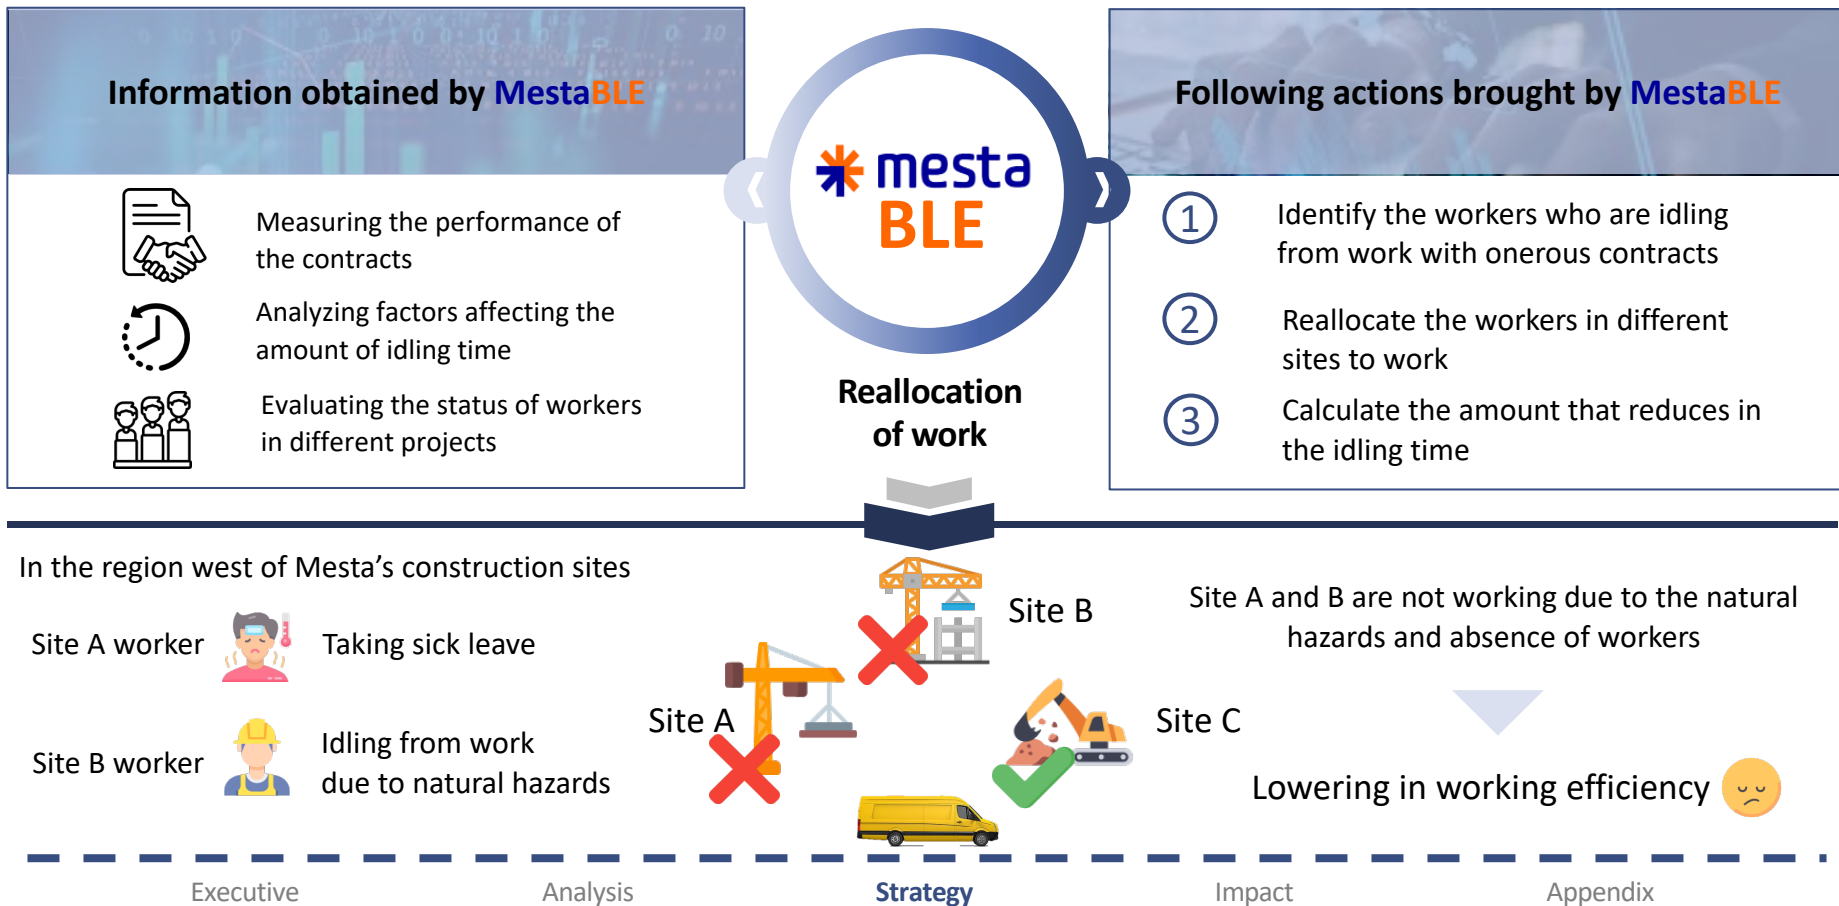 Information obtained by MestaBLE
Measuring the performance of
the contracts
Analyzing factors affecting the
amount of idling time
Evaluating the status of workers
in different projects
mesta
BLE
Reallocation
of work
Following actions brought by MestaBLE
1
Identify the workers who are idling
from work with onerous contracts
2
Reallocate the workers in different
sites to work
3
Calculate the amount that reduces in
the idling time
In the region west of Mesta's construction sites
Site A worker
Taking sick leave
Site B worker
Idling from work
due to natural hazards
Site A
Site B
Site C
Site A and B are not working due to the natural
hazards and absence of workers
Lowering in working efficiency
Executive
Analysis
Strategy
Impact
Appendix